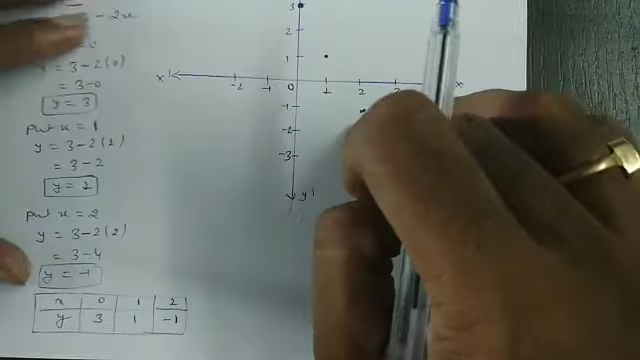 - 2x
= 3-2(0)
= 3-0
y = 3
put x = 1
y = 3-2(1)
= 3-2
y = 1
put x = 2
y = 3-2(2)
= 3-4
y = -1
x 0 1 2
y 3 1 -1
3
2
1
x' -2 -1 0 1 2 3 x
-1
-2
-3
y'